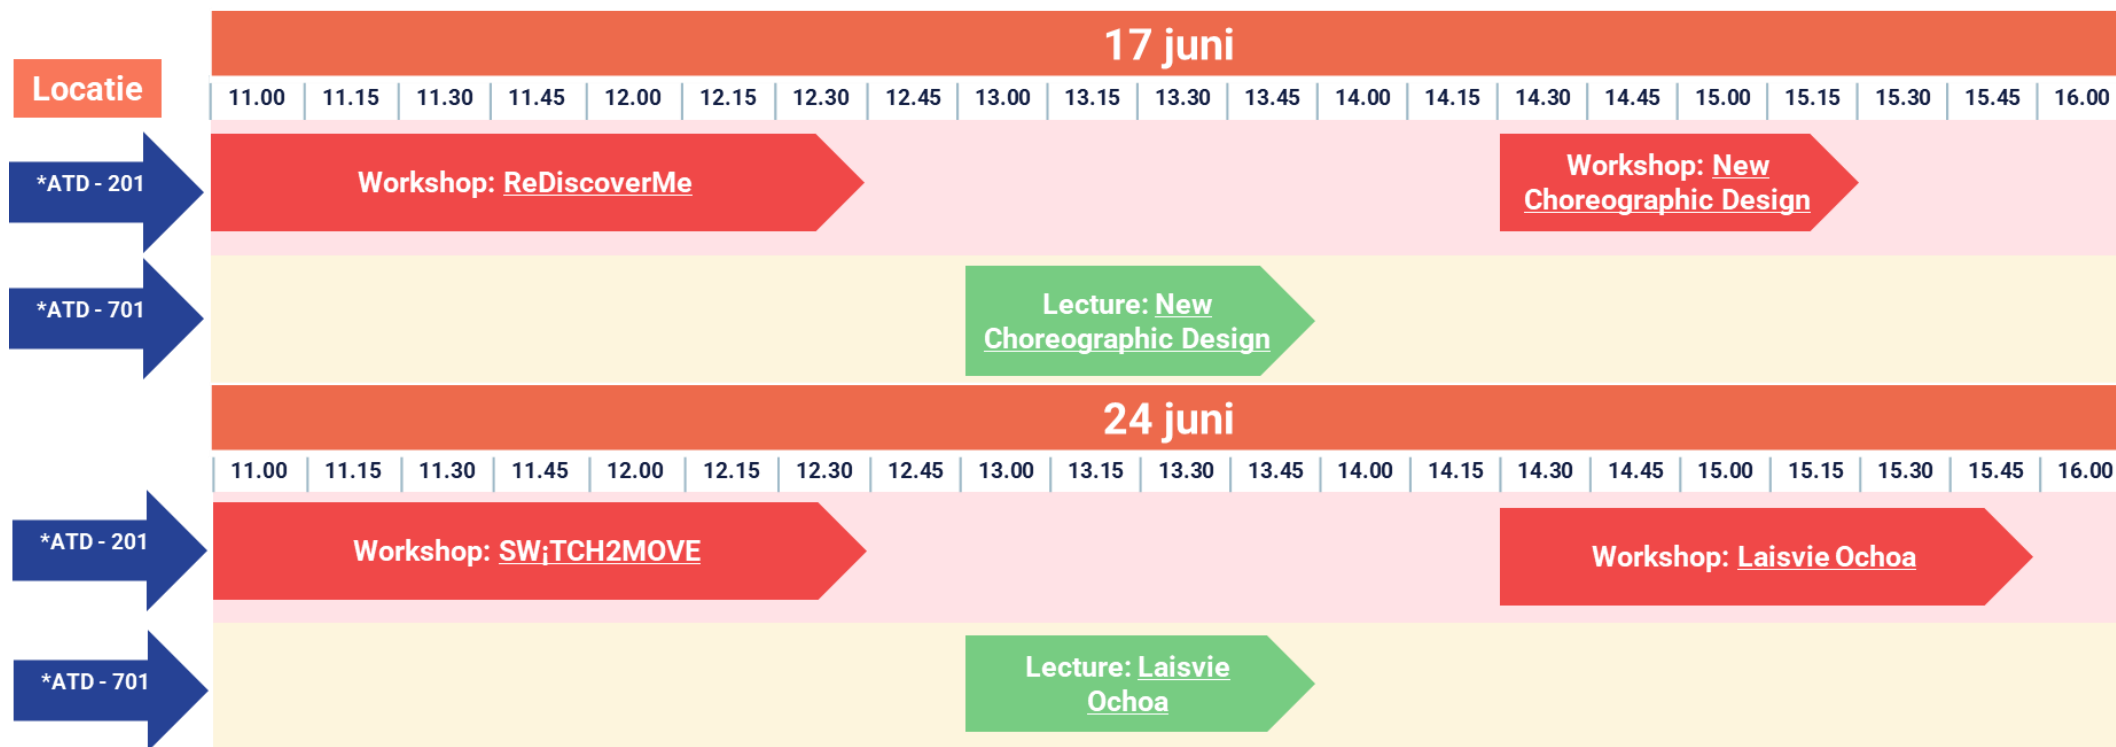 17 juni
Locatie
11.00 11.15 11.30 11.45 12.00 12.15 12.30 12.45 13.00 13.15 13.30 13.45 14.00 14.15 14.30 14.45 15.00 15.15 15.30 15.45 16.00
*ATD - 201
Workshop: ReDiscoverMe
Workshop: New
Choreographic Design
*ATD - 701
Lecture: New
Choreographic Design
24 juni
11.00 11.15 11.30 11.45 12.00 12.15 12.30 12.45 13.00 13.15 13.30 13.45 14.00 14.15 14.30 14.45 15.00 15.15 15.30 15.45 16.00
*ATD - 201
Workshop: SW¡TCH2MOVE
Workshop: Laisvie Ochoa
*ATD - 701
Lecture: Laisvie
Ochoa